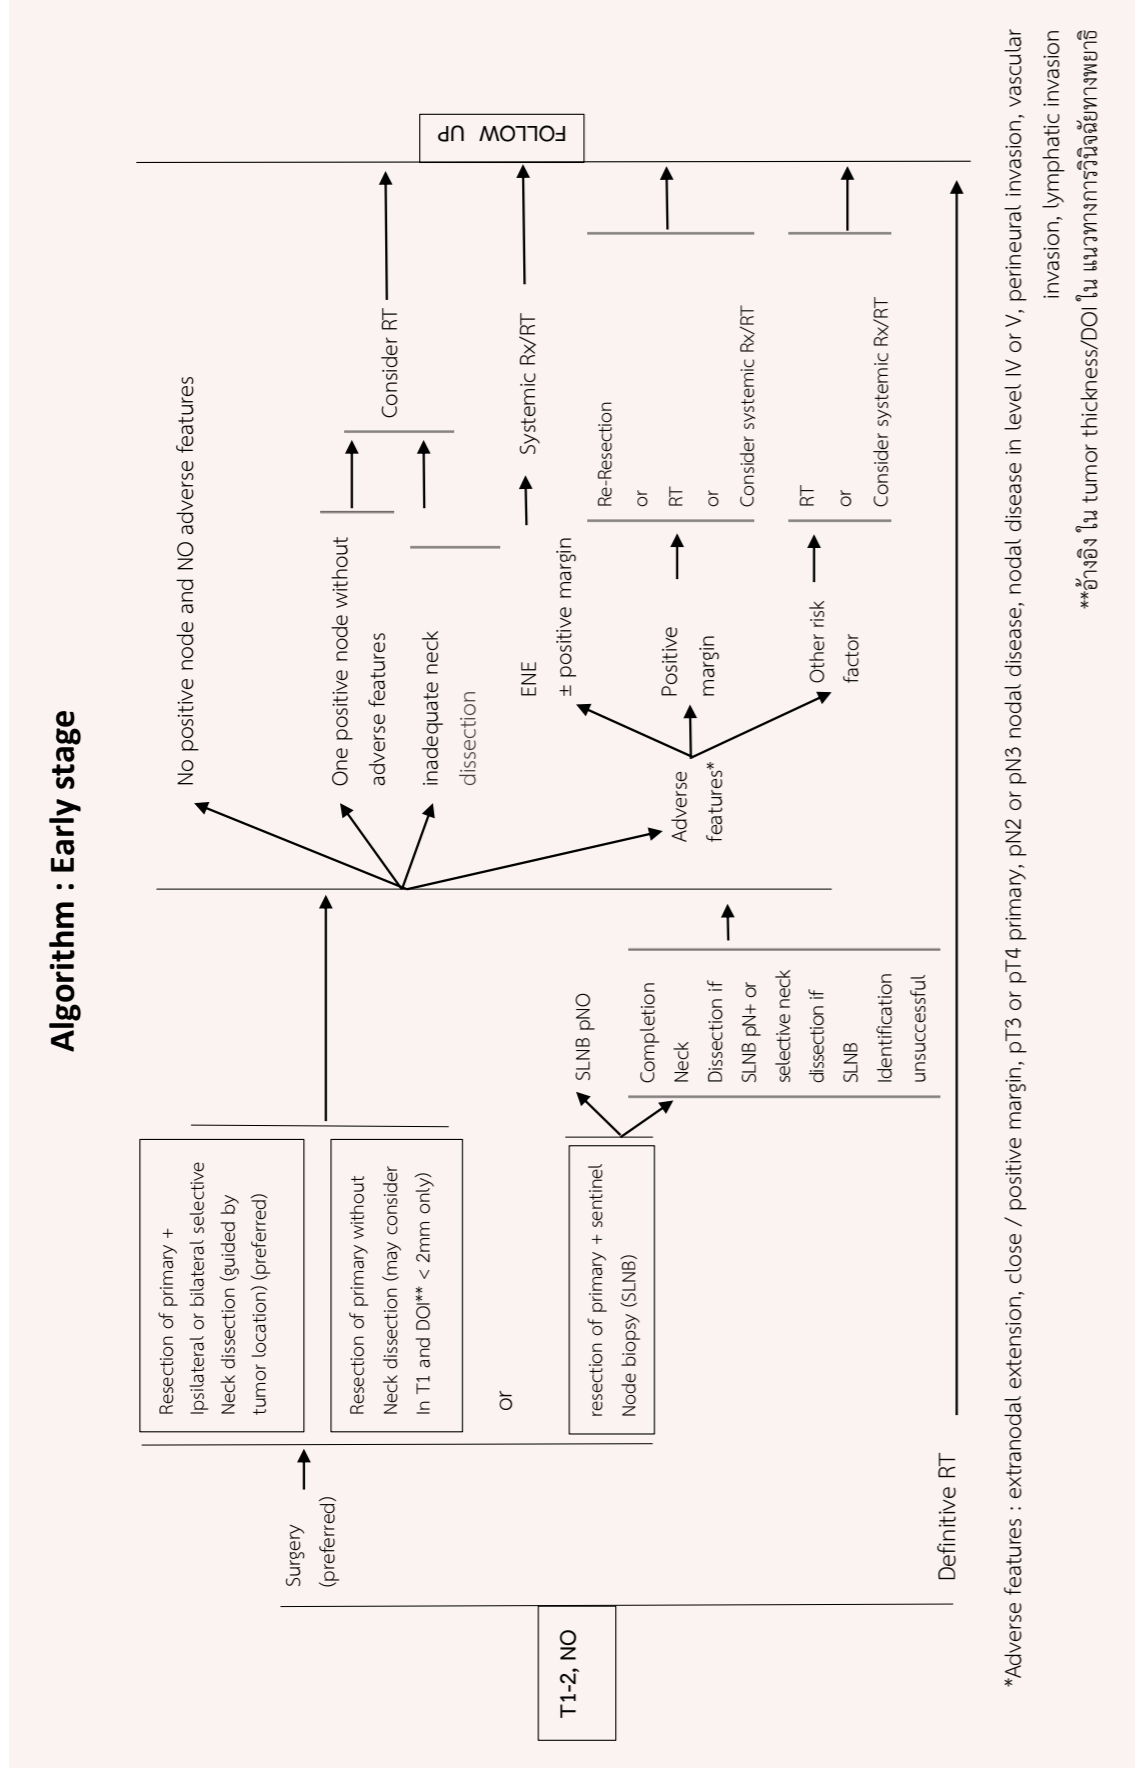 Algorithm : Early stage
T1-2, NO
Surgery
(preferred)
Resection of primary +
Ipsilateral or bilateral selective
Neck dissection (guided by
tumor location) (preferred)
Resection of primary without
Neck dissection (may consider
In T1 and DOI** < 2mm only)
or
resection of primary + sentinel
Node biopsy (SLNB)
SLNB pNO
Completion
Neck
Dissection if
SLNB pN+ or
selective neck
dissection if
SLNB
Identification
unsuccessful
No positive node and NO adverse features
One positive node without
adverse features
inadequate neck
dissection
Consider RT
Adverse
features*
ENE
± positive margin
Systemic Rx/RT
Positive
margin
Re-Resection
or
RT
or
Consider systemic Rx/RT
Other risk
factor
RT
or
Consider systemic Rx/RT
FOLLOW UP
Definitive RT
*Adverse features : extranodal extension, close / positive margin, pT3 or pT4 primary, pN2 or pN3 nodal disease, nodal disease in level IV or V, perineural invasion, vascular
invasion, lymphatic invasion
**อ้างอิง ใน tumor thickness/DOI ใน แนวทางการวินิจฉัยทางพยาธิ